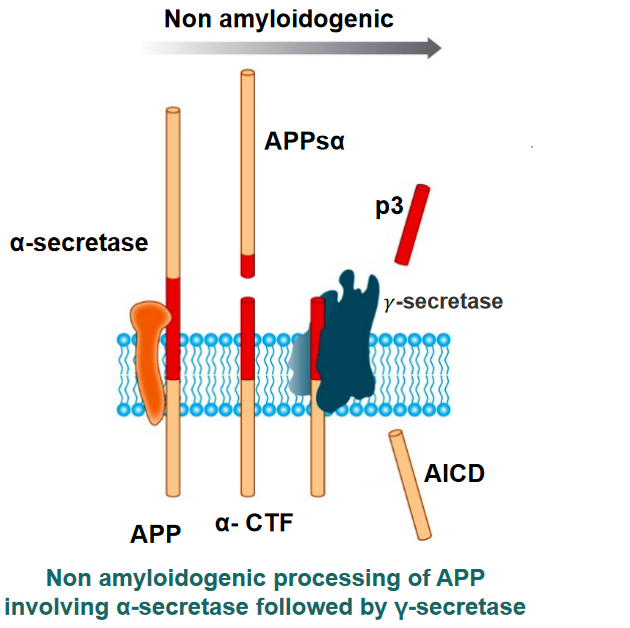 Non amyloidogenic
APPsα
p3
α-secretase
γ-secretase
AICD
α- CTF
APP
Non amyloidogenic processing of APP
involving α-secretase followed by γ-secretase